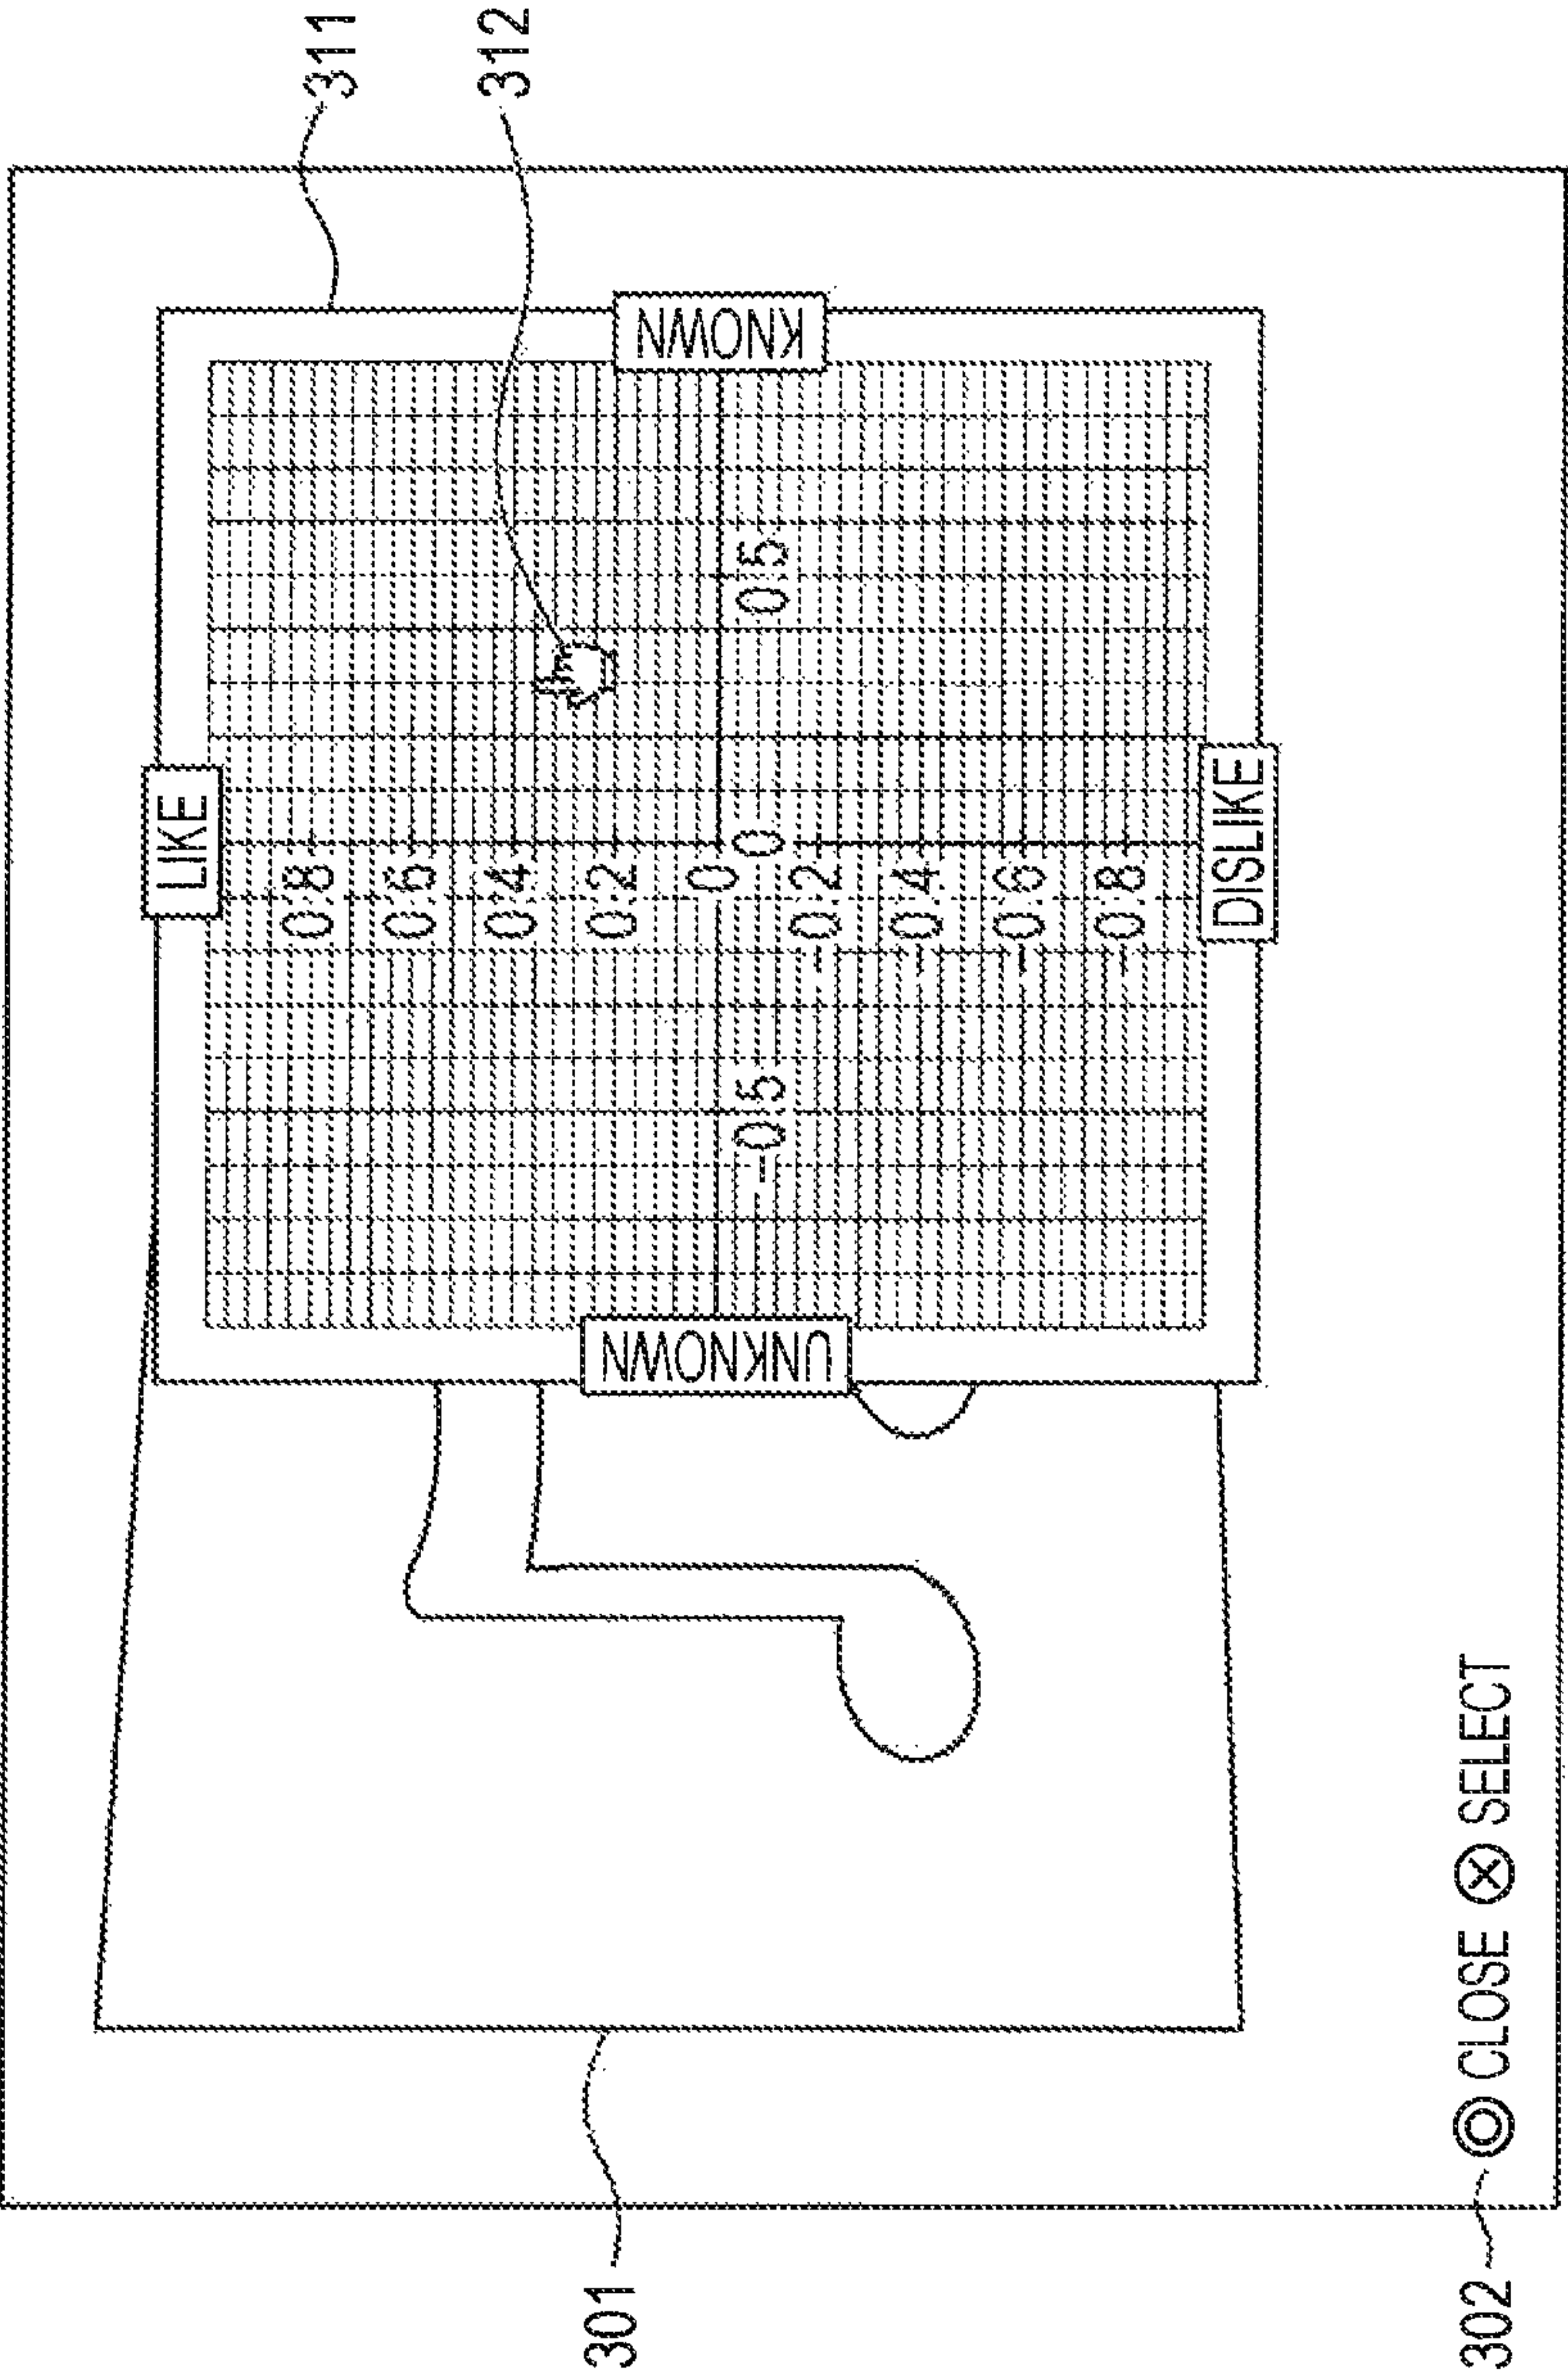 LIKE
0.8
311
0.6
0.4
312
0.2
301
UNKNOWN
0
KNOWN
-0.5 0 0.5
-0.2
-0.4
-0.6
-0.8
DISLIKE
302 ◎ CLOSE ⊗ SELECT